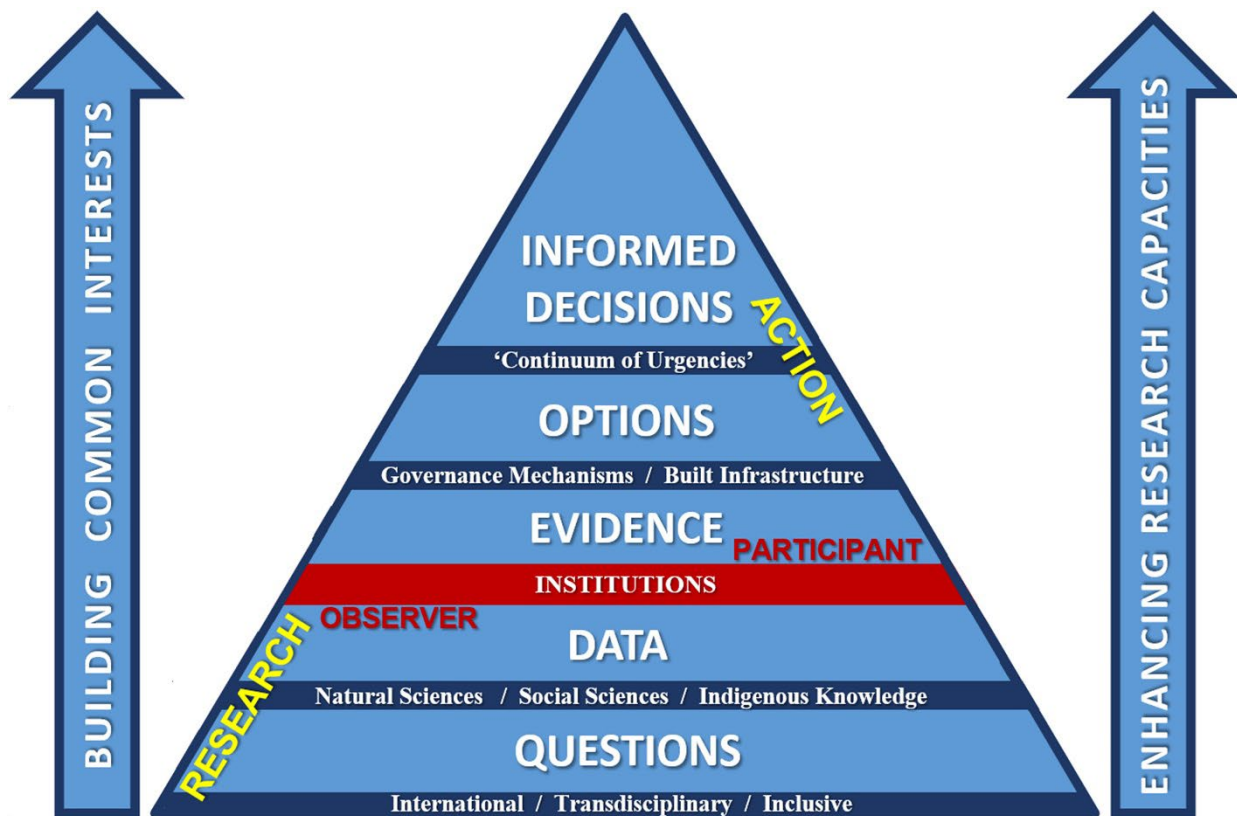 BUILDING COMMON INTERESTS
INFORMED
DECISIONS
ACTION
‘Continuum of Urgencies’
OPTIONS
Governance Mechanisms / Built Infrastructure
EVIDENCE
PARTICIPANT
INSTITUTIONS
OBSERVER
RESEARCH
DATA
Natural Sciences / Social Sciences / Indigenous Knowledge
QUESTIONS
International / Transdisciplinary / Inclusive
ENHANCING RESEARCH CAPACITIES